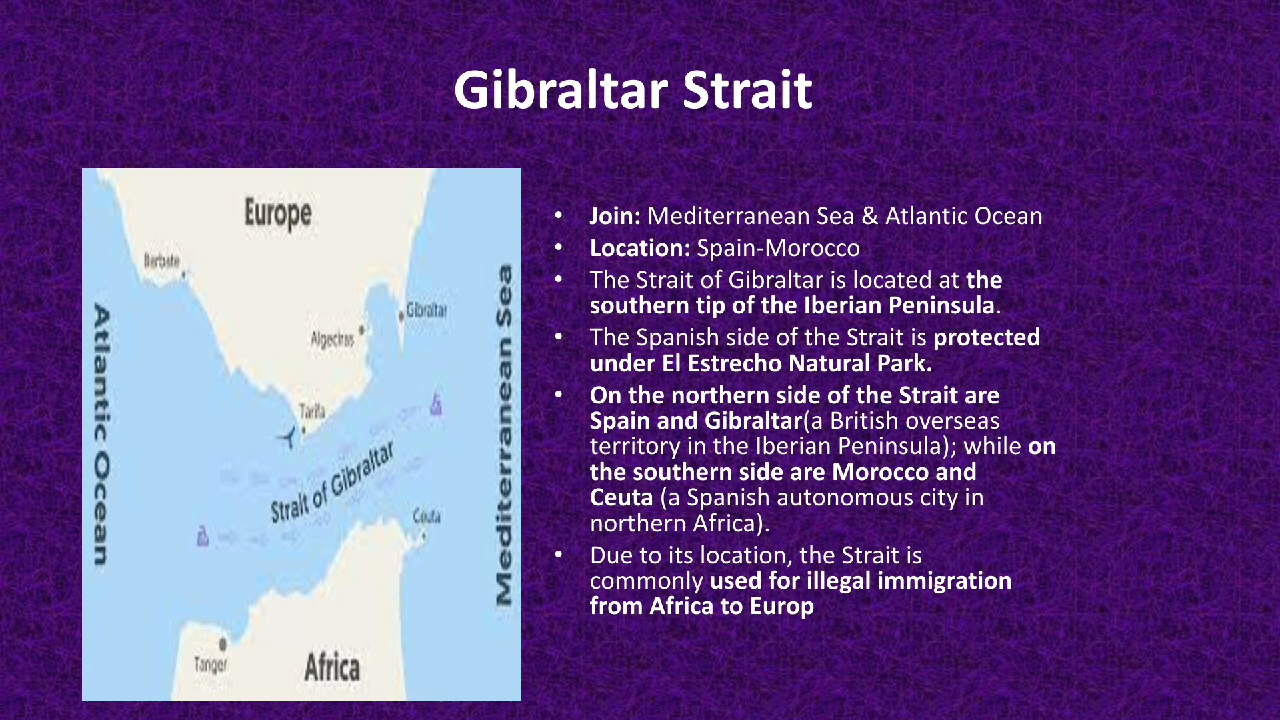 Gibraltar Strait
Europe
Barbate
Gibraltar
Algeciras
Tarifa
Atlantic Ocean
Mediterranean Sea
Strait of Gibraltar
Ceuta
Tanger
Africa
• Join: Mediterranean Sea & Atlantic Ocean
• Location: Spain-Morocco
• The Strait of Gibraltar is located at the
southern tip of the Iberian Peninsula.
• The Spanish side of the Strait is protected
under El Estrecho Natural Park.
• On the northern side of the Strait are
Spain and Gibraltar(a British overseas
territory in the Iberian Peninsula); while on
the southern side are Morocco and
Ceuta (a Spanish autonomous city in
northern Africa).
• Due to its location, the Strait is
commonly used for illegal immigration
from Africa to Europ